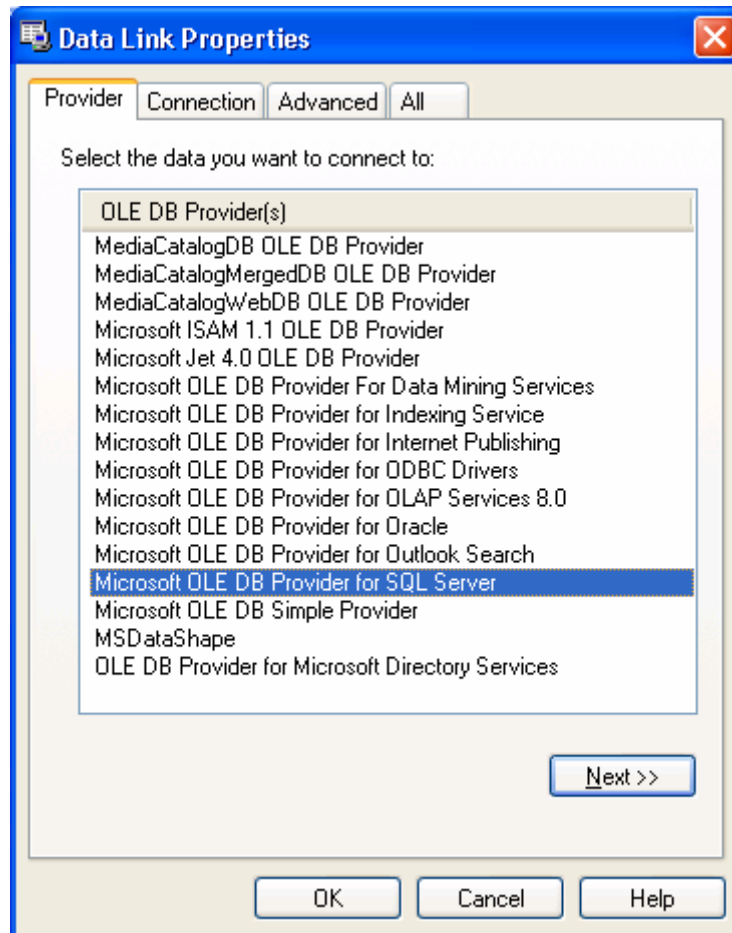 Data Link Properties
Provider Connection Advanced All
Select the data you want to connect to:
OLE DB Provider(s)
MediaCatalogDB OLE DB Provider
MediaCatalogMergedDB OLE DB Provider
MediaCatalogWebDB OLE DB Provider
Microsoft ISAM 1.1 OLE DB Provider
Microsoft Jet 4.0 OLE DB Provider
Microsoft OLE DB Provider For Data Mining Services
Microsoft OLE DB Provider for Indexing Service
Microsoft OLE DB Provider for Internet Publishing
Microsoft OLE DB Provider for ODBC Drivers
Microsoft OLE DB Provider for OLAP Services 8.0
Microsoft OLE DB Provider for Oracle
Microsoft OLE DB Provider for Outlook Search
Microsoft OLE DB Provider for SQL Server
Microsoft OLE DB Simple Provider
MSDataShape
OLE DB Provider for Microsoft Directory Services
Next >>
OK Cancel Help